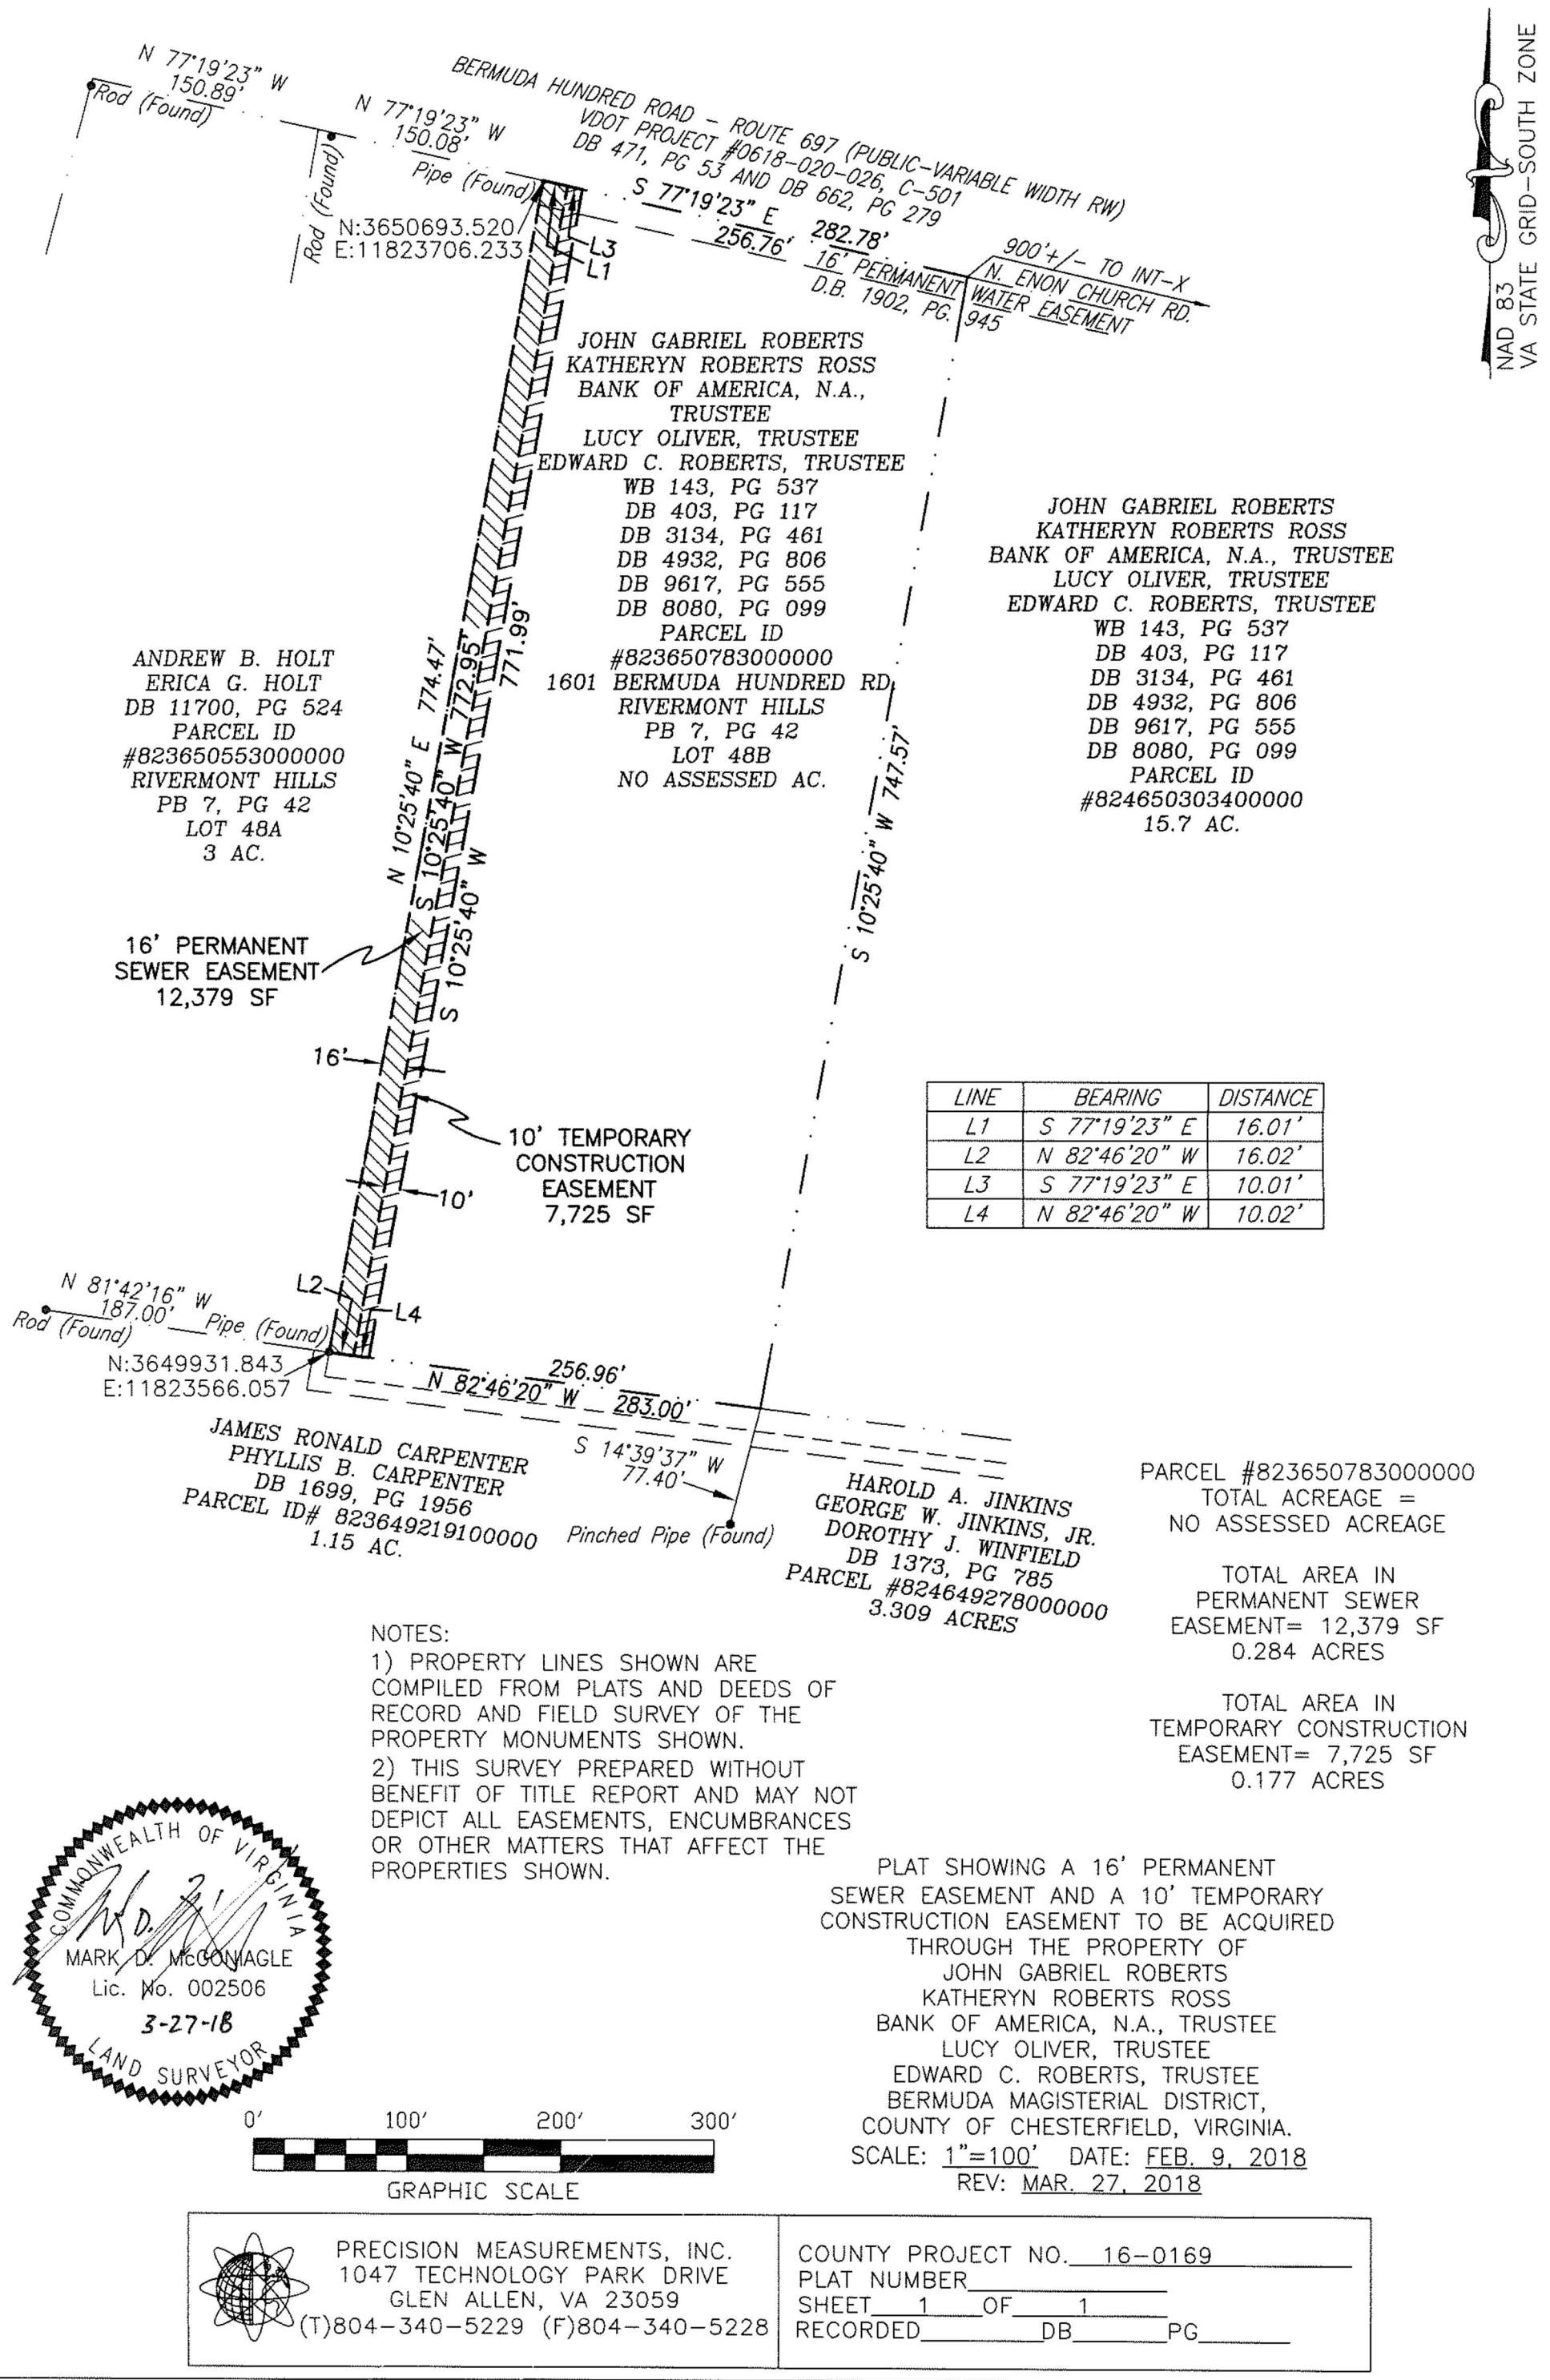 N 77°19'23" W
150.89'
Rod (Found)
N 77°19'23" W
150.08'
Pipe (Found)
Rod (Found)
BERMUDA HUNDRED ROAD - ROUTE 697 (PUBLIC-VARIABLE WIDTH RW)
VDOT PROJECT #0618-020-026, C-501
DB 471, PG 53 AND DB 662, PG 279
S 77°19'23" E 282.78'
256.76'
16' PERMANENT WATER EASEMENT
D.B. 1902, PG. 945
900'+/- TO INT-X
N. ENON CHURCH RD.
NAD 83
VA STATE GRID-SOUTH ZONE
N:3650693.520
E:11823706.233
L3
L1
JOHN GABRIEL ROBERTS
KATHERYN ROBERTS ROSS
BANK OF AMERICA, N.A.,
TRUSTEE
LUCY OLIVER, TRUSTEE
EDWARD C. ROBERTS, TRUSTEE
WB 143, PG 537
DB 403, PG 117
DB 3134, PG 461
DB 4932, PG 806
DB 9617, PG 555
DB 8080, PG 099
PARCEL ID
#823650783000000
1601 BERMUDA HUNDRED RD
RIVERMONT HILLS
PB 7, PG 42
LOT 48B
NO ASSESSED AC.
JOHN GABRIEL ROBERTS
KATHERYN ROBERTS ROSS
BANK OF AMERICA, N.A., TRUSTEE
LUCY OLIVER, TRUSTEE
EDWARD C. ROBERTS, TRUSTEE
WB 143, PG 537
DB 403, PG 117
DB 3134, PG 461
DB 4932, PG 806
DB 9617, PG 555
DB 8080, PG 099
PARCEL ID
#824650303400000
15.7 AC.
ANDREW B. HOLT
ERICA G. HOLT
DB 11700, PG 524
PARCEL ID
#823650553000000
RIVERMONT HILLS
PB 7, PG 42
LOT 48A
3 AC.
N 10°25'40" E 774.47'
S 10°25'40" W 772.95'
S 10°25'40" W 771.99'
S 10°25'40" W 747.57'
16' PERMANENT
SEWER EASEMENT
12,379 SF
16'
10' TEMPORARY
CONSTRUCTION
EASEMENT
7,725 SF
10'
LINE BEARING DISTANCE
L1 S 77°19'23" E 16.01'
L2 N 82°46'20" W 16.02'
L3 S 77°19'23" E 10.01'
L4 N 82°46'20" W 10.02'
L2
L4
N 81°42'16" W
187.00'
Rod (Found)
Pipe (Found)
N:3649931.843
E:11823566.057
256.96'
N 82°46'20" W 283.00'
S 14°39'37" W
77.40'
Pinched Pipe (Found)
JAMES RONALD CARPENTER
PHYLLIS B. CARPENTER
DB 1699, PG 1956
PARCEL ID# 823649219100000
1.15 AC.
HAROLD A. JINKINS
GEORGE W. JINKINS, JR.
DOROTHY J. WINFIELD
DB 1373, PG 785
PARCEL #824649278000000
3.309 ACRES
PARCEL #823650783000000
TOTAL ACREAGE =
NO ASSESSED ACREAGE
TOTAL AREA IN
PERMANENT SEWER
EASEMENT= 12,379 SF
0.284 ACRES
TOTAL AREA IN
TEMPORARY CONSTRUCTION
EASEMENT= 7,725 SF
0.177 ACRES
NOTES:
1) PROPERTY LINES SHOWN ARE
COMPILED FROM PLATS AND DEEDS OF
RECORD AND FIELD SURVEY OF THE
PROPERTY MONUMENTS SHOWN.
2) THIS SURVEY PREPARED WITHOUT
BENEFIT OF TITLE REPORT AND MAY NOT
DEPICT ALL EASEMENTS, ENCUMBRANCES
OR OTHER MATTERS THAT AFFECT THE
PROPERTIES SHOWN.
COMMONWEALTH OF VIRGINIA
MARK D. McGONIAGLE
Lic. No. 002506
3-27-18
LAND SURVEYOR
PLAT SHOWING A 16' PERMANENT
SEWER EASEMENT AND A 10' TEMPORARY
CONSTRUCTION EASEMENT TO BE ACQUIRED
THROUGH THE PROPERTY OF
JOHN GABRIEL ROBERTS
KATHERYN ROBERTS ROSS
BANK OF AMERICA, N.A., TRUSTEE
LUCY OLIVER, TRUSTEE
EDWARD C. ROBERTS, TRUSTEE
BERMUDA MAGISTERIAL DISTRICT,
COUNTY OF CHESTERFIELD, VIRGINIA.
SCALE: 1"=100' DATE: FEB. 9, 2018
REV: MAR. 27, 2018
0' 100' 200' 300'
GRAPHIC SCALE
PRECISION MEASUREMENTS, INC.
1047 TECHNOLOGY PARK DRIVE
GLEN ALLEN, VA 23059
(T)804-340-5229 (F)804-340-5228
COUNTY PROJECT NO. 16-0169
PLAT NUMBER
SHEET 1 OF 1
RECORDED DB PG